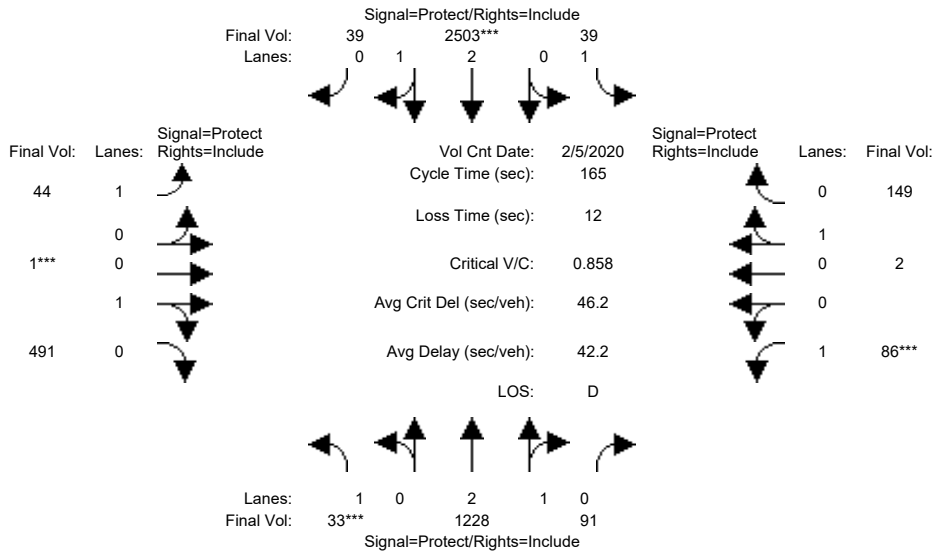 Signal=Protect/Rights=Include
Final Vol: 39 2503*** 39
Lanes: 0 1 2 0 1
Signal=Protect Signal=Protect
Final Vol: Lanes: Rights=Include Vol Cnt Date: 2/5/2020 Rights=Include Lanes: Final Vol:
Cycle Time (sec): 165
44 1 0 149
Loss Time (sec): 12
0 1
1*** 0 Critical V/C: 0.858 0 2
1 Avg Crit Del (sec/veh): 46.2 0
491 0 Avg Delay (sec/veh): 42.2 1 86***
LOS: D
Lanes: 1 0 2 1 0
Final Vol: 33*** 1228 91
Signal=Protect/Rights=Include